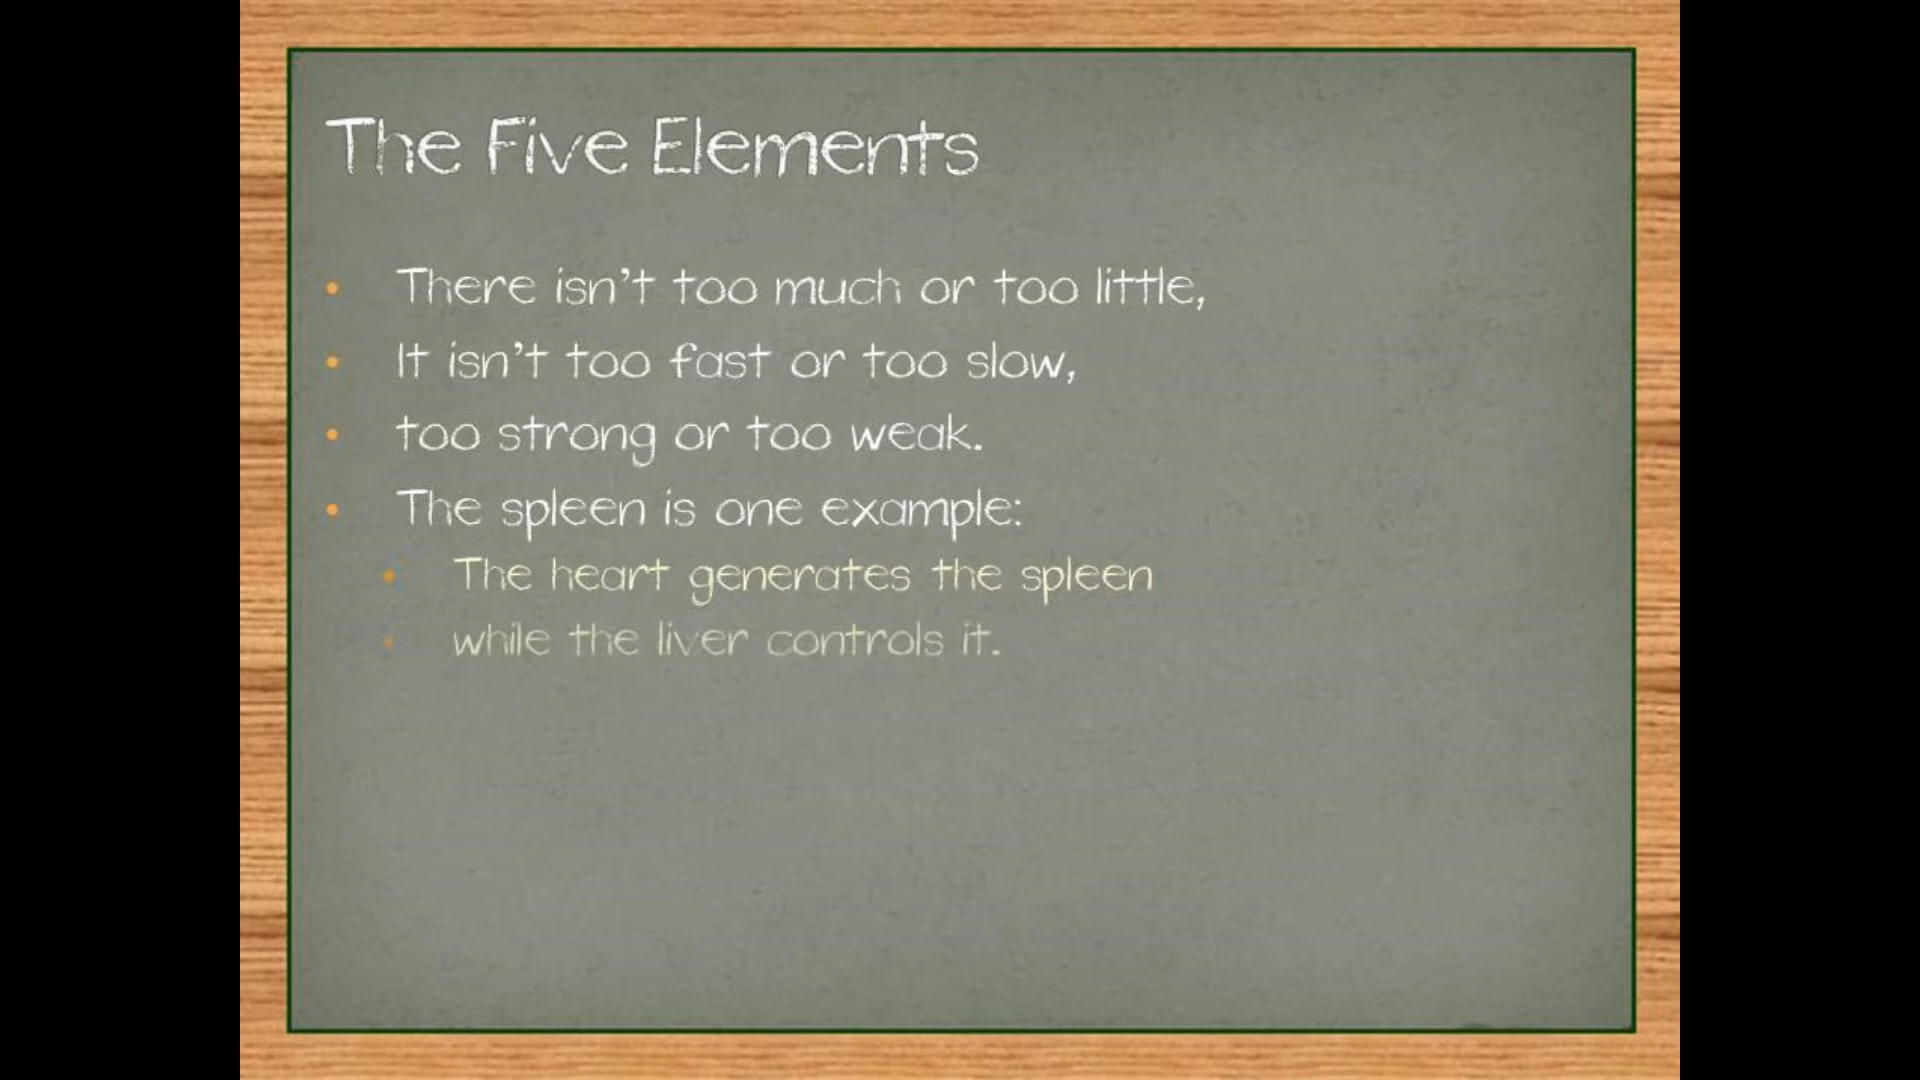 The Five Elements
• There isn't too much or too little,
• It isn't too fast or too slow,
• too strong or too weak.
• The spleen is one example:
• The heart generates the spleen
• while the liver controls it.